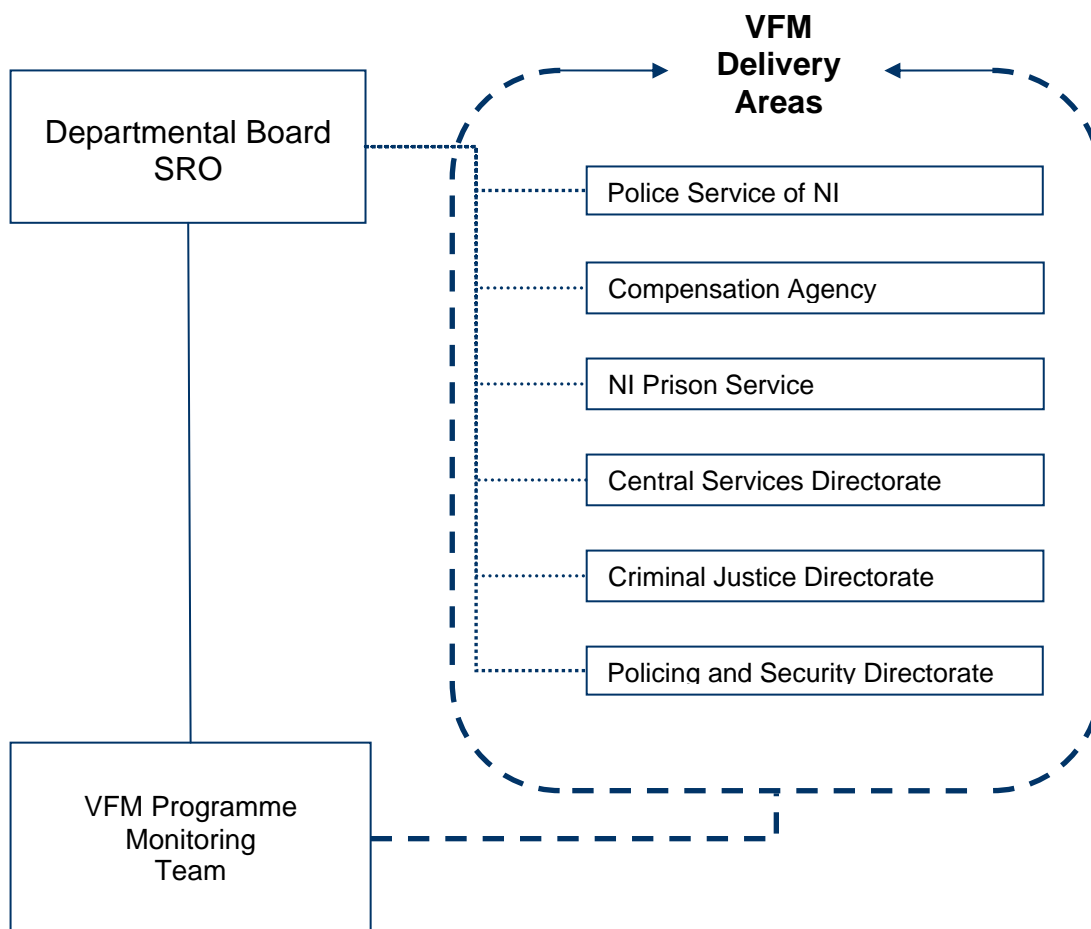 VFM
Delivery
Areas
Departmental Board
SRO
Police Service of NI
Compensation Agency
NI Prison Service
Central Services Directorate
Criminal Justice Directorate
Policing and Security Directorate
VFM Programme
Monitoring
Team